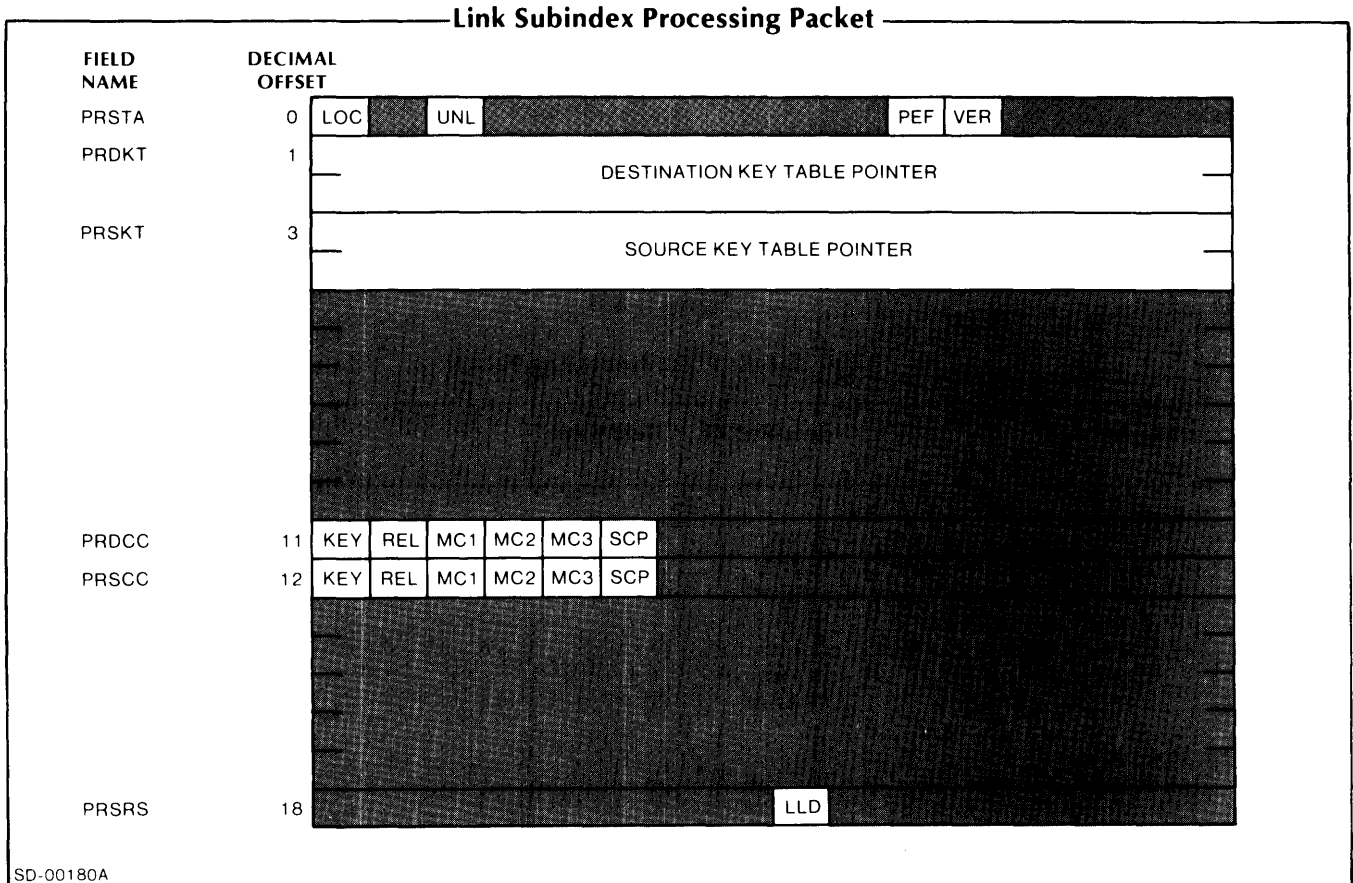 Link Subindex Processing Packet
FIELD NAME
DECIMAL OFFSET
PRSTA 0 LOC UNL PEF VER
PRDKT 1 DESTINATION KEY TABLE POINTER
PRSKT 3 SOURCE KEY TABLE POINTER
PRDCC 11 KEY REL MC1 MC2 MC3 SCP
PRSCC 12 KEY REL MC1 MC2 MC3 SCP
PRSRS 18 LLD
SD-00180A